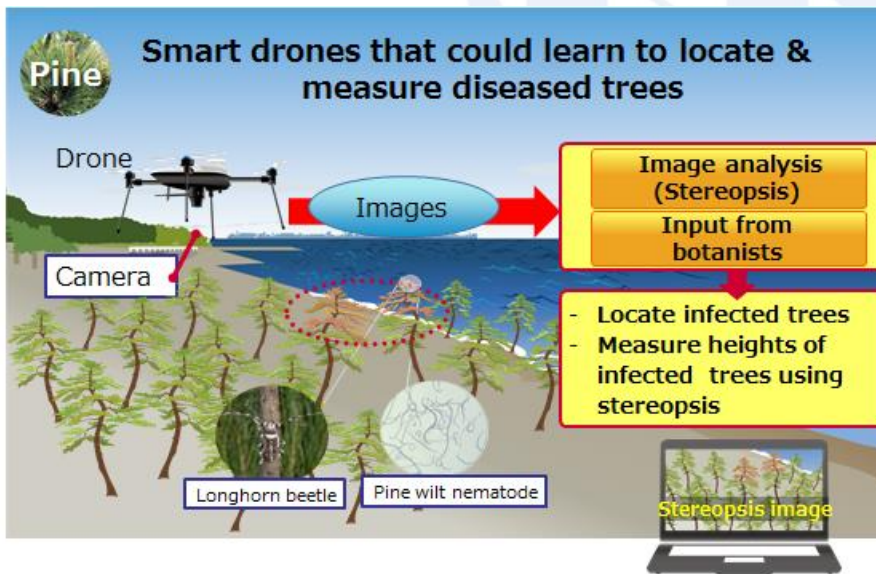 Pine
Smart drones that could learn to locate &
measure diseased trees
Drone
Images
Image analysis
(Stereopsis)
Input from
botanists
Camera
- Locate infected trees
- Measure heights of
infected trees using
stereopsis
Longhorn beetle
Pine wilt nematode
Stereopsis image